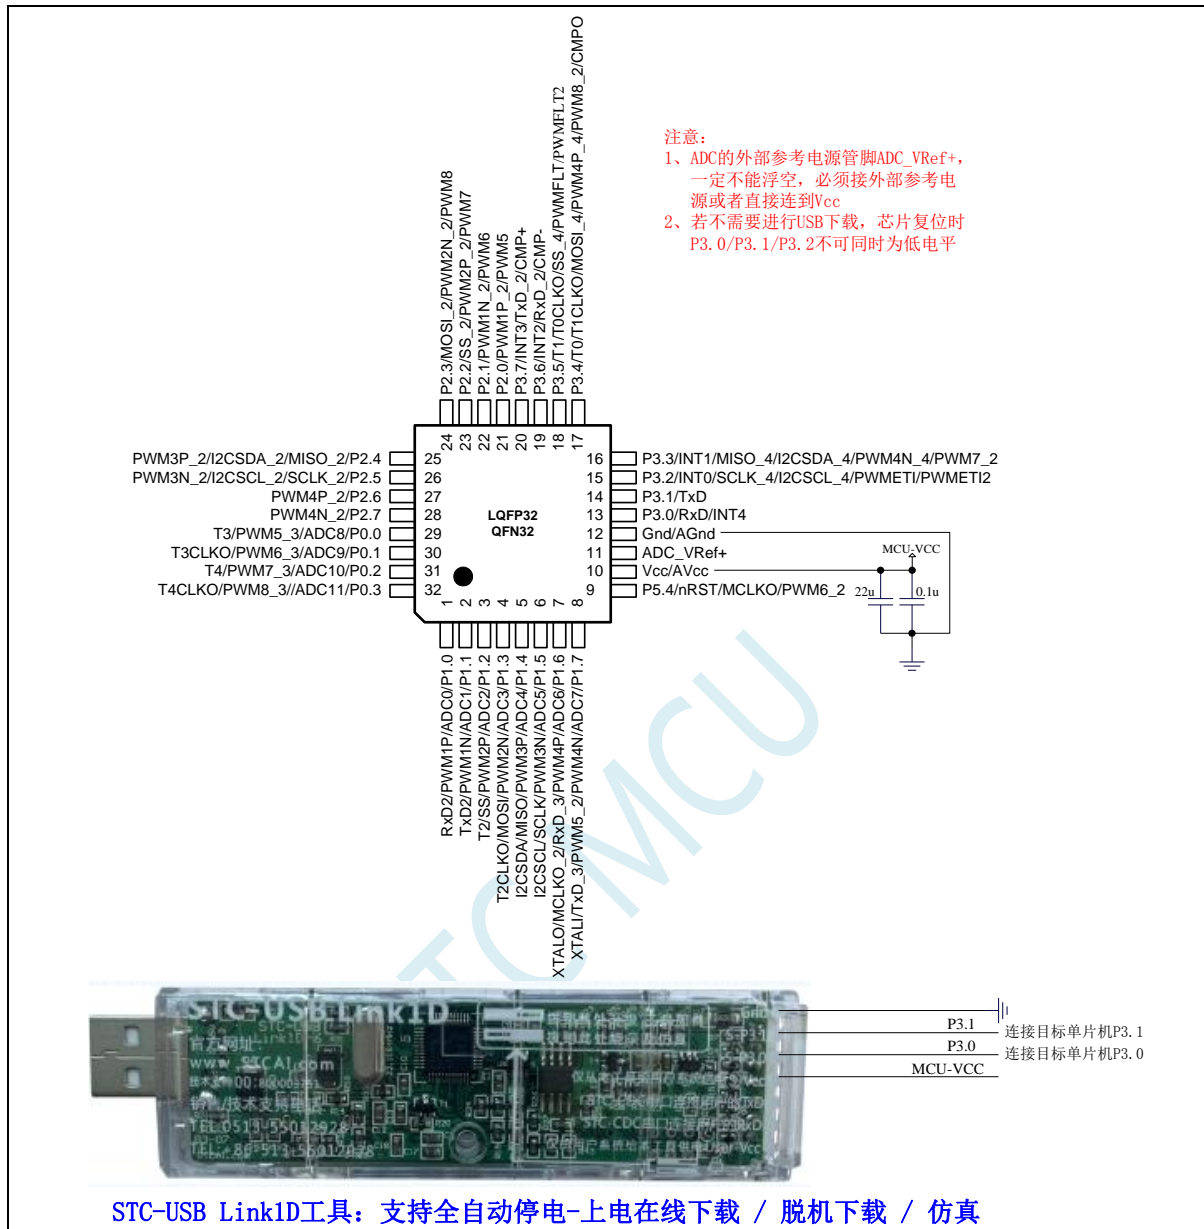 P2.3/MOSI_2/PWM2N_2/PWM8
P2.2/SS_2/PWM2P_2/PWM7
P2.1/PWM1N_2/PWM6
P2.0/PWM1P_2/PWM5
P3.7/INT3/TxD_2/CMP+
P3.6/INT2/RxD_2/CMP-
P3.5/T1/T0CLKO/SS_4/PWMFLT/PWMFLT2
P3.4/T0/T1CLKO/MOSI_4/PWM4P_4/PWM8_2/CMPO
注意:
1、ADC的外部参考电源管脚ADC_VRef+,
一定不能浮空，必须接外部参考电
源或者直接连到Vcc
2、若不需要进行USB下载，芯片复位时
P3.0/P3.1/P3.2不可同时为低电平
24 23 22 21 20 19 18 17
PWM3P_2/I2CSDA_2/MISO_2/P2.4 25
PWM3N_2/I2CSCL_2/SCLK_2/P2.5 26
PWM4P_2/P2.6 27
PWM4N_2/P2.7 28
T3/PWM5_3/ADC8/P0.0 29
T3CLKO/PWM6_3/ADC9/P0.1 30
T4/PWM7_3/ADC10/P0.2 31
T4CLKO/PWM8_3//ADC11/P0.3 32
LQFP32
QFN32
16 P3.3/INT1/MISO_4/I2CSDA_4/PWM4N_4/PWM7_2
15 P3.2/INT0/SCLK_4/I2CSCL_4/PWMETI/PWMETI2
14 P3.1/TxD
13 P3.0/RxD/INT4
12 Gnd/AGnd
11 ADC_VRef+
10 Vcc/AVcc
9 P5.4/nRST/MCLKO/PWM6_2
MCU-VCC
22u
0.1u
1 2 3 4 5 6 7 8
RxD2/PWM1P/ADC0/P1.0
TxD2/PWM1N/ADC1/P1.1
T2/SS/PWM2P/ADC2/P1.2
T2CLKO/MOSI/PWM2N/ADC3/P1.3
I2CSDA/MISO/PWM3P/ADC4/P1.4
I2CSCL/SCLK/PWM3N/ADC5/P1.5
XTALO/MCLKO_2/RxD_3/PWM4P/ADC6/P1.6
XTALI/TxD_3/PWM5_2/PWM4N/ADC7/P1.7
STC MCU
STC-USB Link1D
官方网址
www.STCAI.com
TEL:0513-55012928
P3.1
连接目标单片机P3.1
P3.0
连接目标单片机P3.0
MCU-VCC
STC-USB Link1D工具: 支持全自动停电-上电在线下载 / 脱机下载 / 仿真